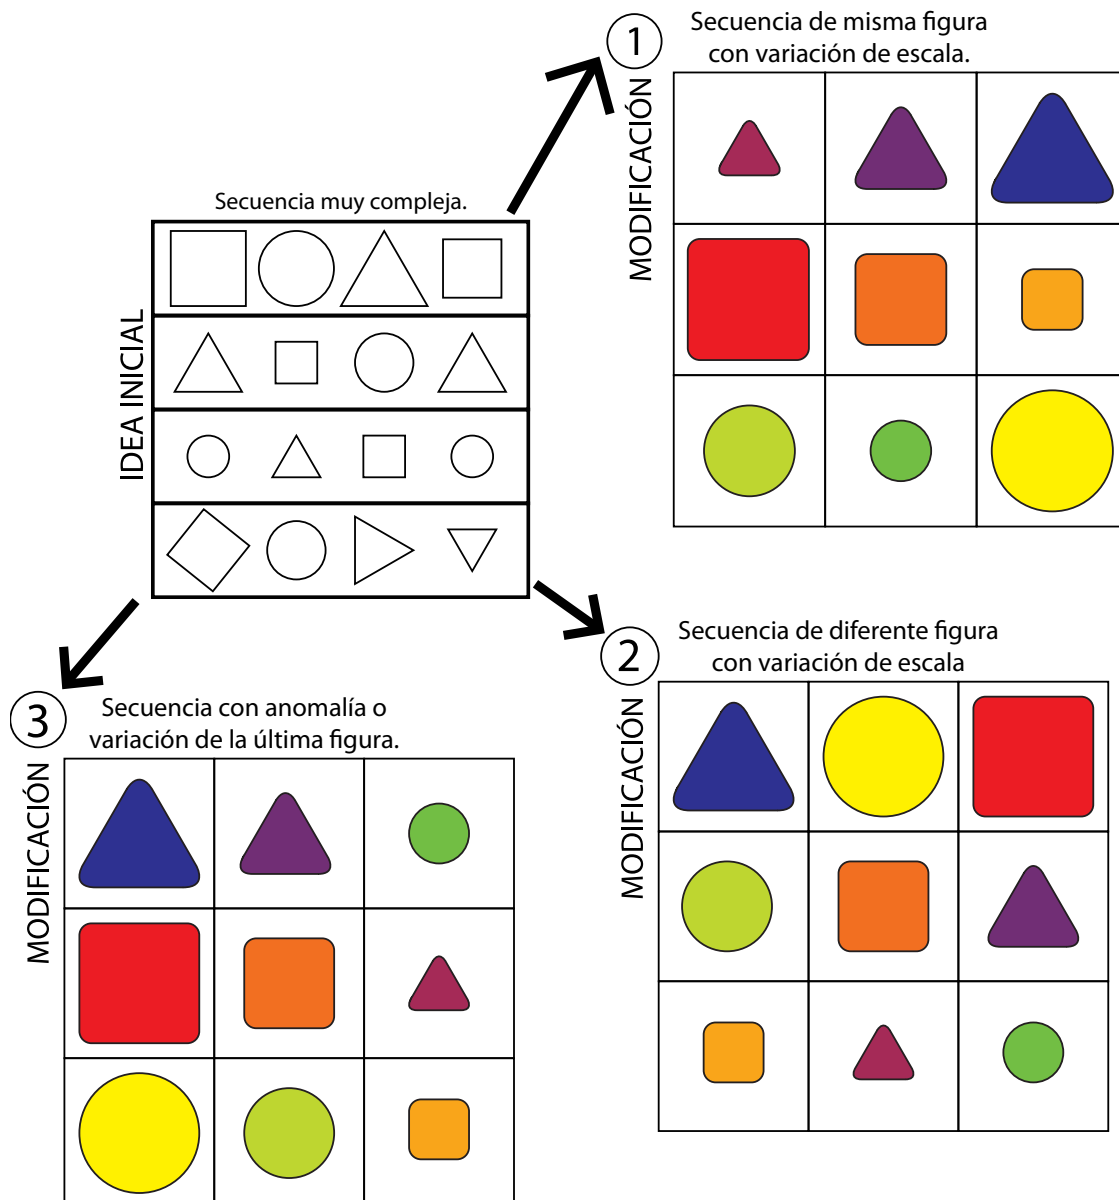 1
Secuencia de misma figura
con variación de escala.
MODIFICACIÓN
Secuencia muy compleja.
IDEA INICIAL
2
Secuencia de diferente figura
con variación de escala
MODIFICACIÓN
3
Secuencia con anomalía o
variación de la última figura.
MODIFICACIÓN